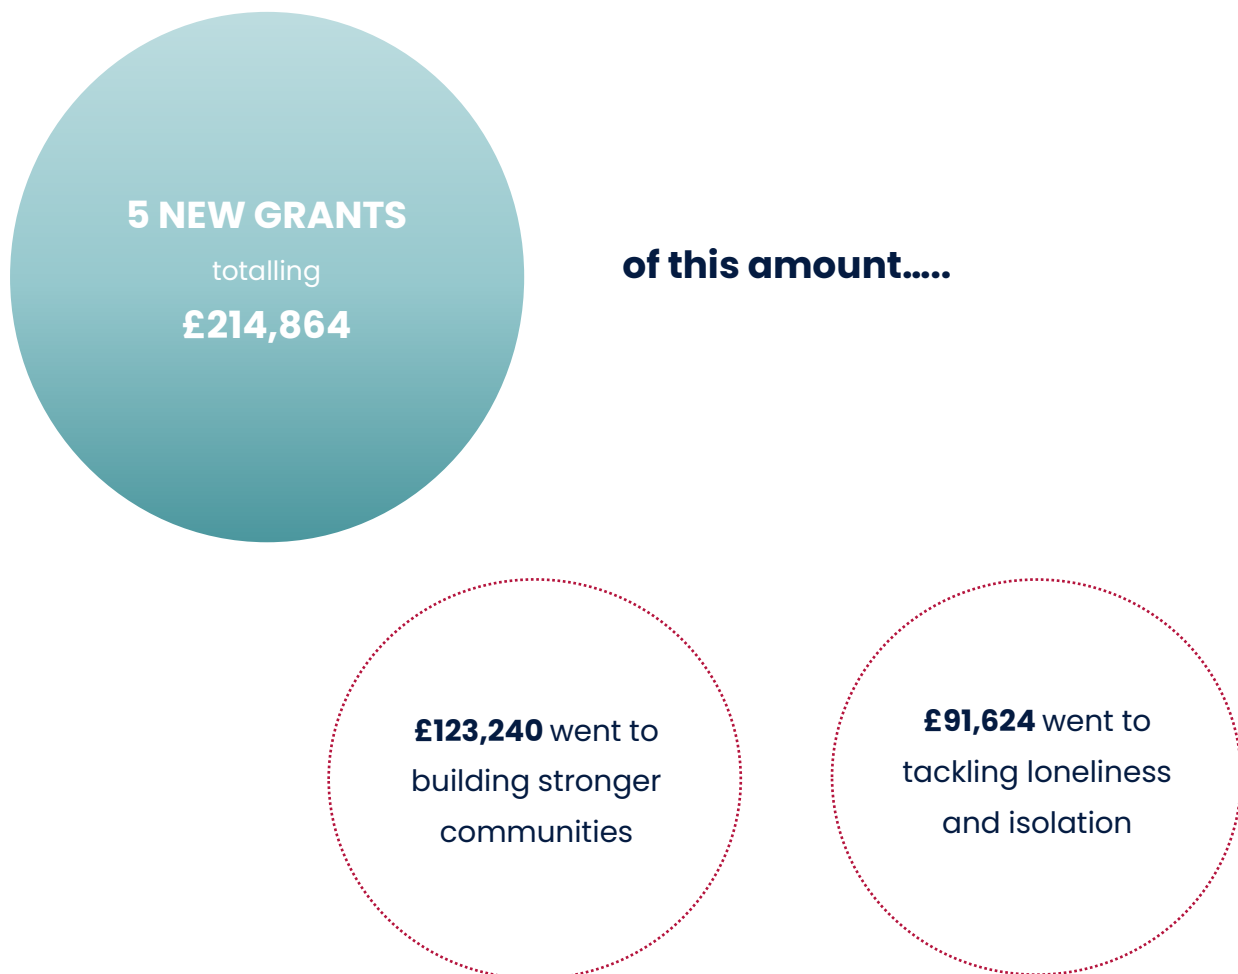 5 NEW GRANTS
totalling
£214,864
of this amount.....
£123,240 went to
building stronger
communities
£91,624 went to
tackling loneliness
and isolation